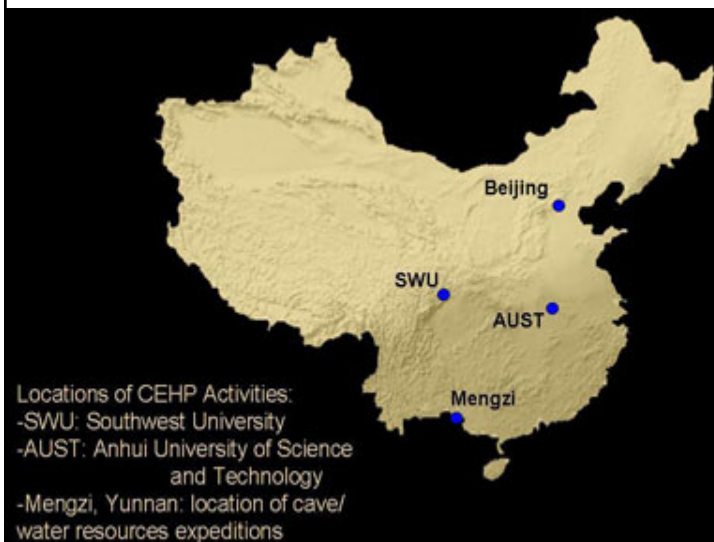 Beijing
SWU
AUST
Mengzi
Locations of CEHP Activities:
-SWU: Southwest University
-AUST: Anhui University of Science
and Technology
-Mengzi, Yunnan: location of cave/
water resources expeditions